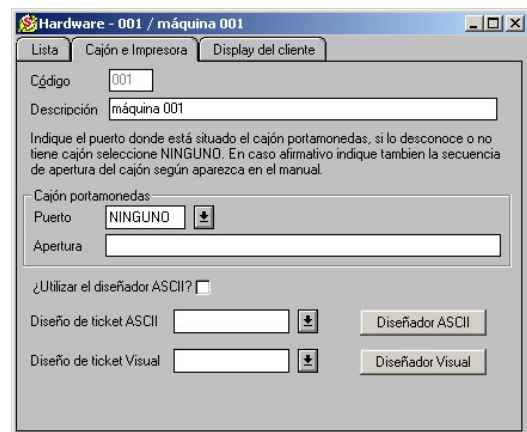 Hardware - 001 / máquina 001
Lista Cajón e Impresora Display del cliente
Código 001
Descripción máquina 001
Indique el puerto donde está situado el cajón portamonedas, si lo desconoce o no
tiene cajón seleccione NINGUNO. En caso afirmativo indique tambien la secuencia
de apertura del cajón según aparezca en el manual.
Cajón portamonedas
Puerto NINGUNO
Apertura
¿Utilizar el diseñador ASCII?
Diseño de ticket ASCII Diseñador ASCII
Diseño de ticket Visual Diseñador Visual